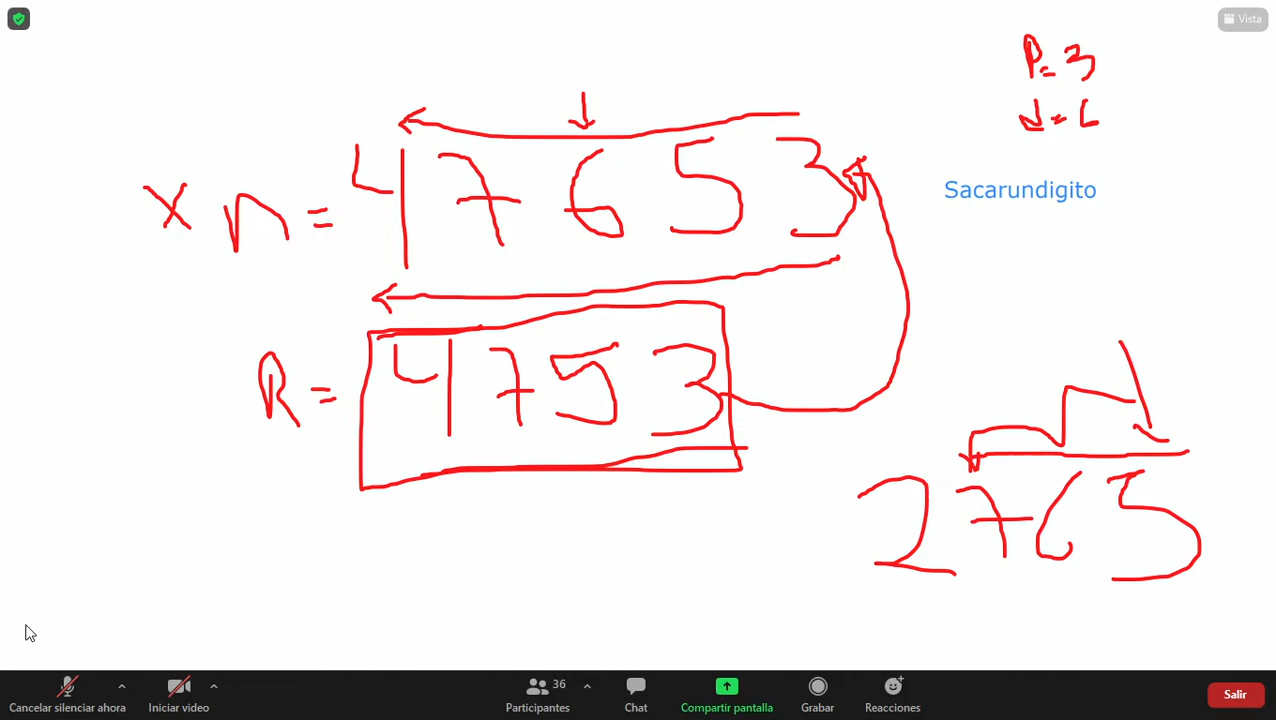 Vista
P=3
d=6
x n = 47653
Sacarundigito
R = 4753
2765
Cancelar silenciar ahora
Iniciar video
36
Participantes
Chat
Compartir pantalla
Grabar
Reacciones
Salir